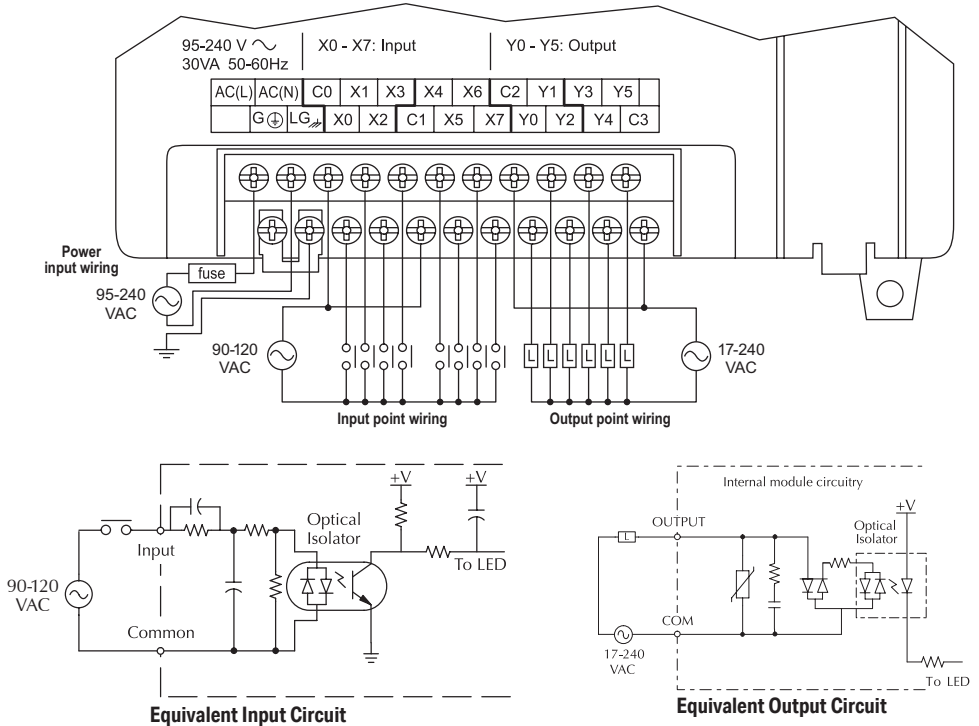 95-240 V ∿ X0 - X7: Input Y0 - Y5: Output
30VA 50-60Hz
AC(L) AC(N) C0 X1 X3 X4 X6 C2 Y1 Y3 Y5
G LG X0 X2 C1 X5 X7 Y0 Y2 Y4 C3
Power
input wiring
fuse
95-240
VAC
90-120
VAC
L L L L L L
17-240
VAC
Input point wiring
Output point wiring
+V +V
Optical
Isolator
Input
To LED
90-120
VAC
Common
Equivalent Input Circuit
Internal module circuitry
+V
OUTPUT
Optical
Isolator
L
COM
17-240
VAC
To LED
Equivalent Output Circuit